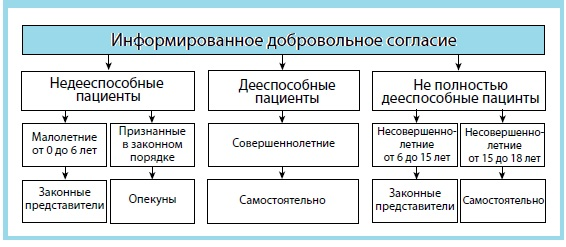 Информированное добровольное согласие
Недееспособные
пациенты
Дееспособные
пациенты
Не полностью
дееспособные пацинты
Малолетние
от 0 до 6 лет
Признанные
в законном
порядке
Совершеннолетние
Несовершенно-
летние
от 6 до 15 лет
Несовершенно-
летние
от 15 до 18 лет
Законные
представители
Опекуны
Самостоятельно
Законные
представители
Самостоятельно